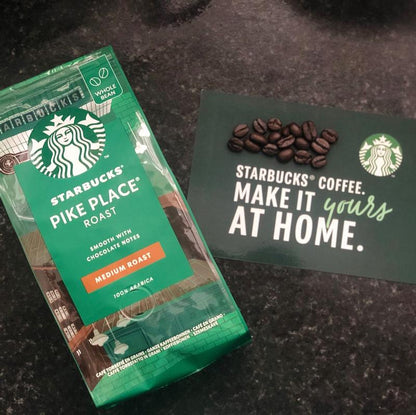 WHOLE
BEAN
STARBUCKS®
PIKE PLACE®
ROAST
SMOOTH WITH
CHOCOLATE NOTES
MEDIUM ROAST
100% ARABICA
STARBUCKS® COFFEE.
MAKE IT yours
AT HOME.